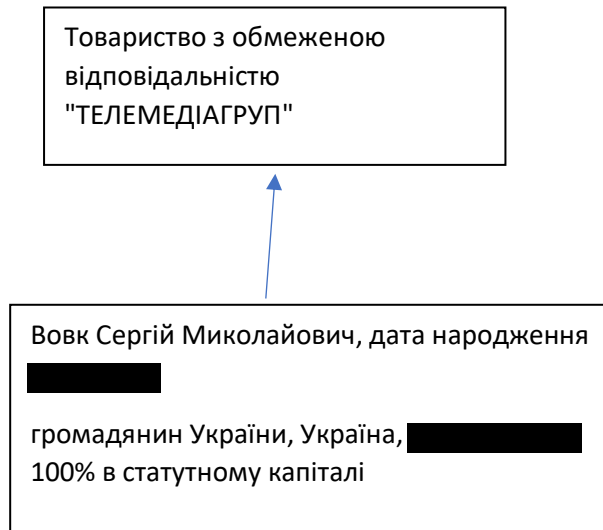 Товариство з обмеженою
відповідальністю
"ТЕЛЕМЕДІАГРУП"
Вовк Сергій Миколайович, дата народження
громадянин України, Україна,
100% в статутному капіталі